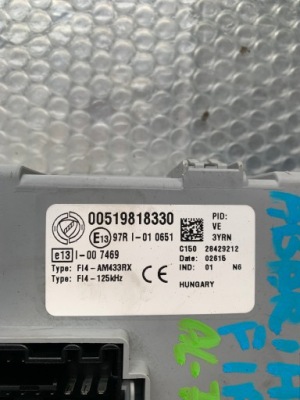 00519818330
E13 97R I-01 0651
e13 I-00 7469
Type: FI4-AM433RX
Type: FI4-125kHz
CE
PID:
VE
3YRN
C150 28429212
Date: 02615
IND: 01 N6
HUNGARY